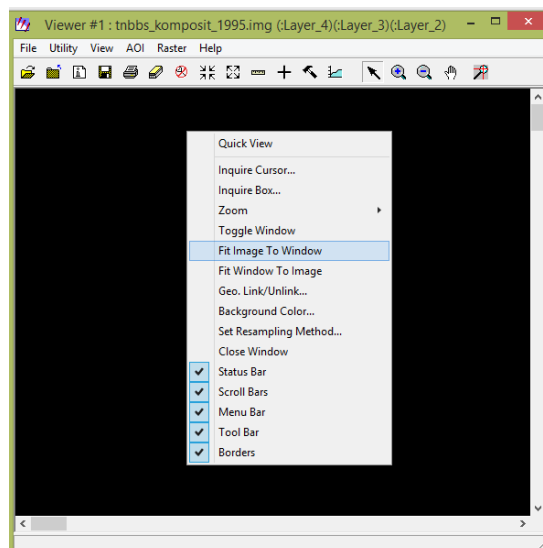 Viewer #1 : tnbbs_komposit_1995.img (:Layer_4)(:Layer_3)(:Layer_2)
File Utility View AOI Raster Help
Quick View
Inquire Cursor...
Inquire Box...
Zoom
Toggle Window
Fit Image To Window
Fit Window To Image
Geo. Link/Unlink...
Background Color...
Set Resampling Method...
Close Window
Status Bar
Scroll Bars
Menu Bar
Tool Bar
Borders